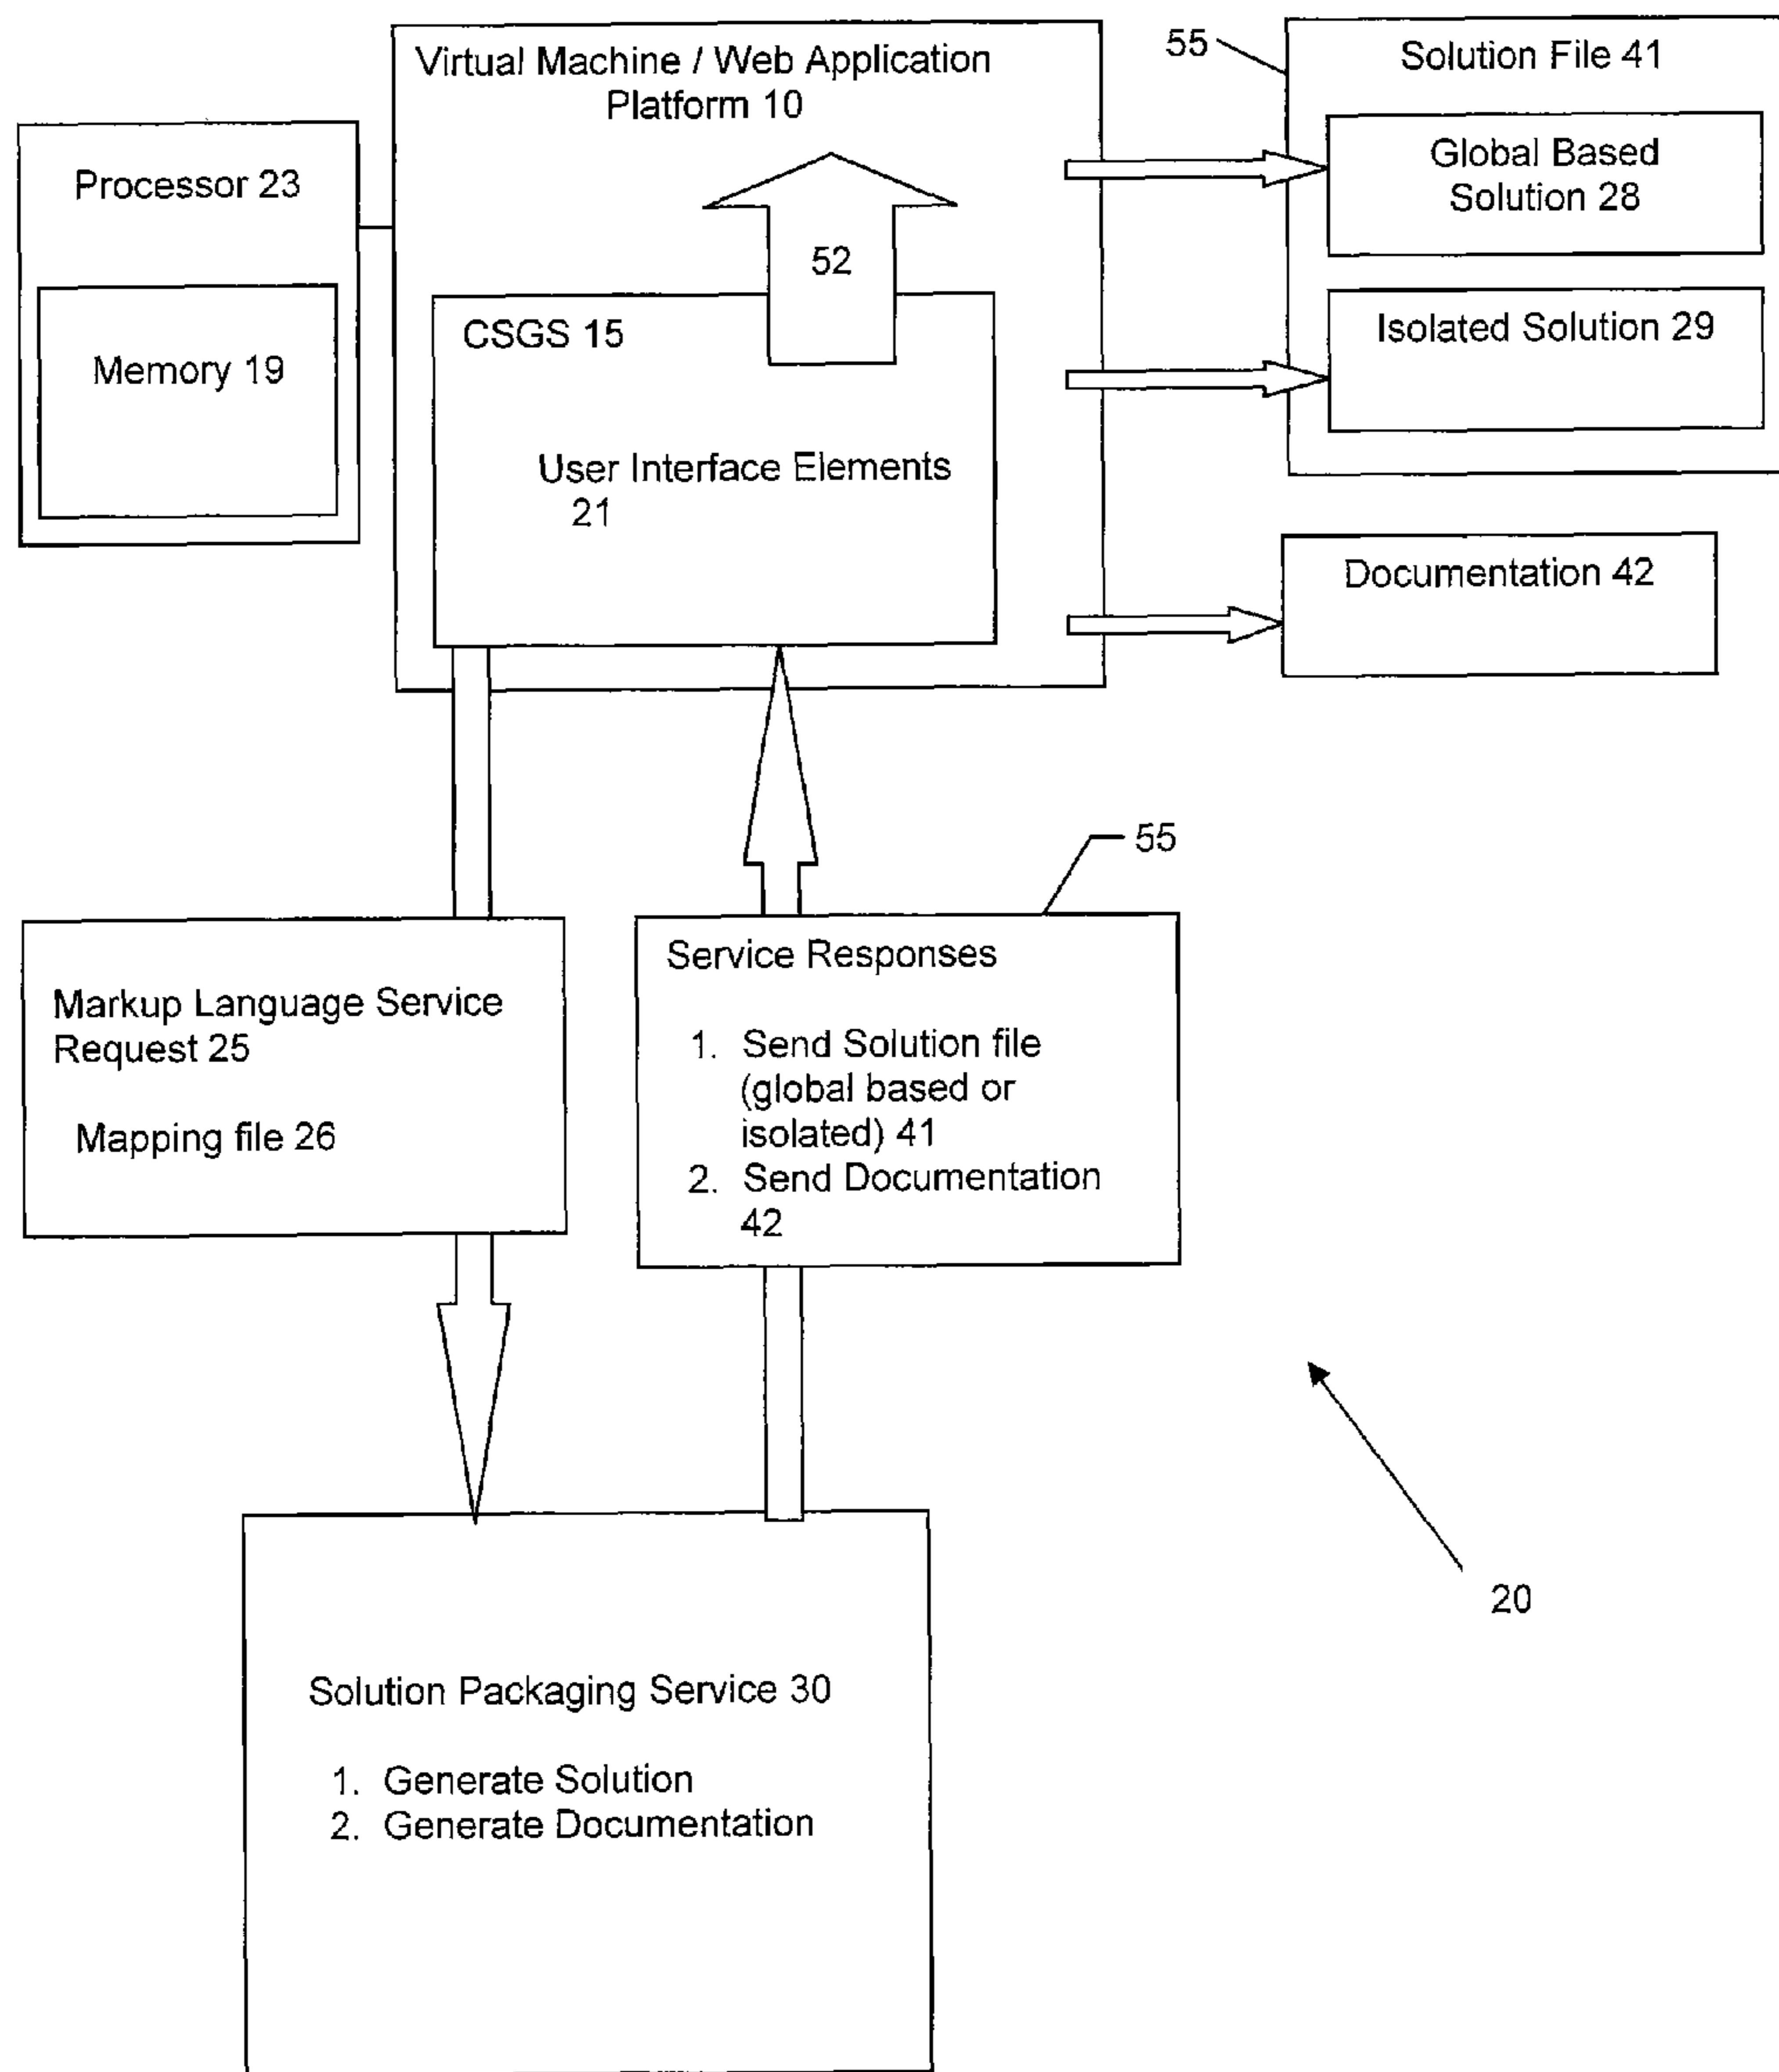 Virtual Machine / Web Application
Platform 10
Processor 23
Memory 19
52
CSGS 15
User Interface Elements
21
55
Solution File 41
Global Based
Solution 28
Isolated Solution 29
Documentation 42
Markup Language Service
Request 25
Mapping file 26
55
Service Responses
1. Send Solution file
(global based or
isolated) 41
2. Send Documentation
42
20
Solution Packaging Service 30
1. Generate Solution
2. Generate Documentation